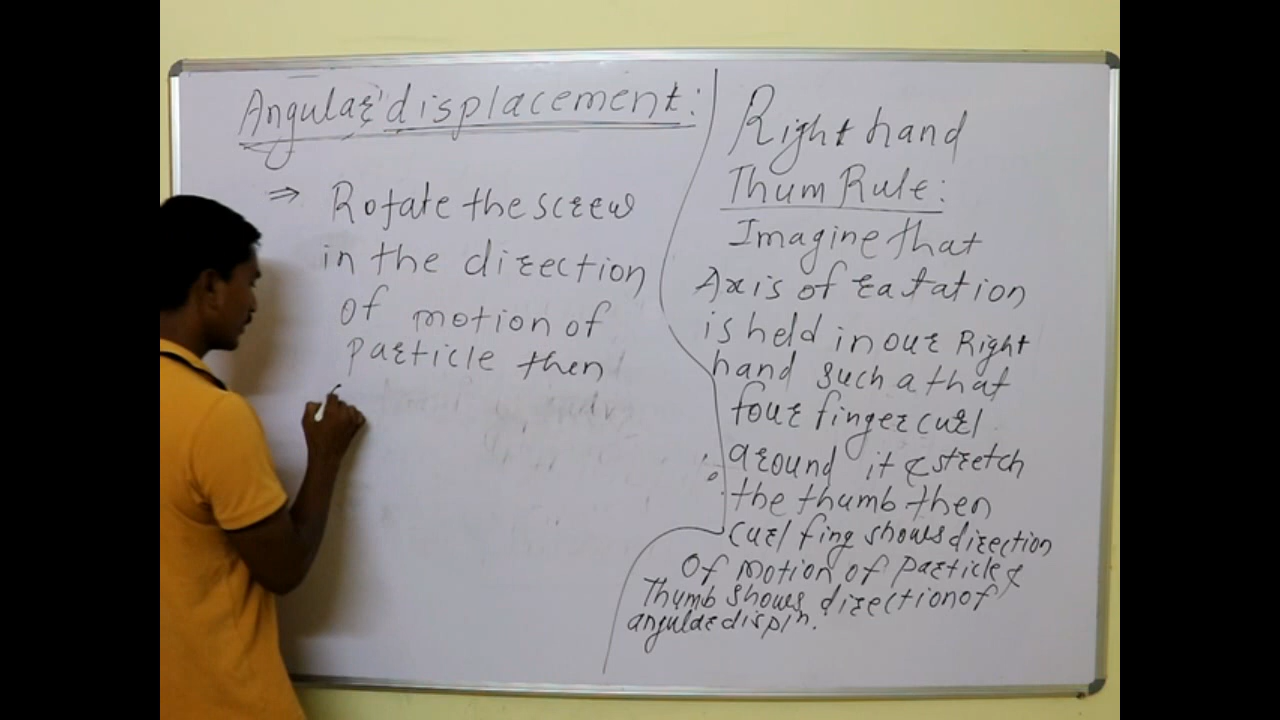 Angular displacement:
⇒ Rotate the screw
in the direction
of motion of
particle then
Right hand
Thum Rule:
Imagine that
Axis of ratation
is held in our Right
hand such a that
four finger curl
around it & stretch
the thumb then
curl fing shows direction
of motion of particle &
Thumb shows direction of
angular displn.